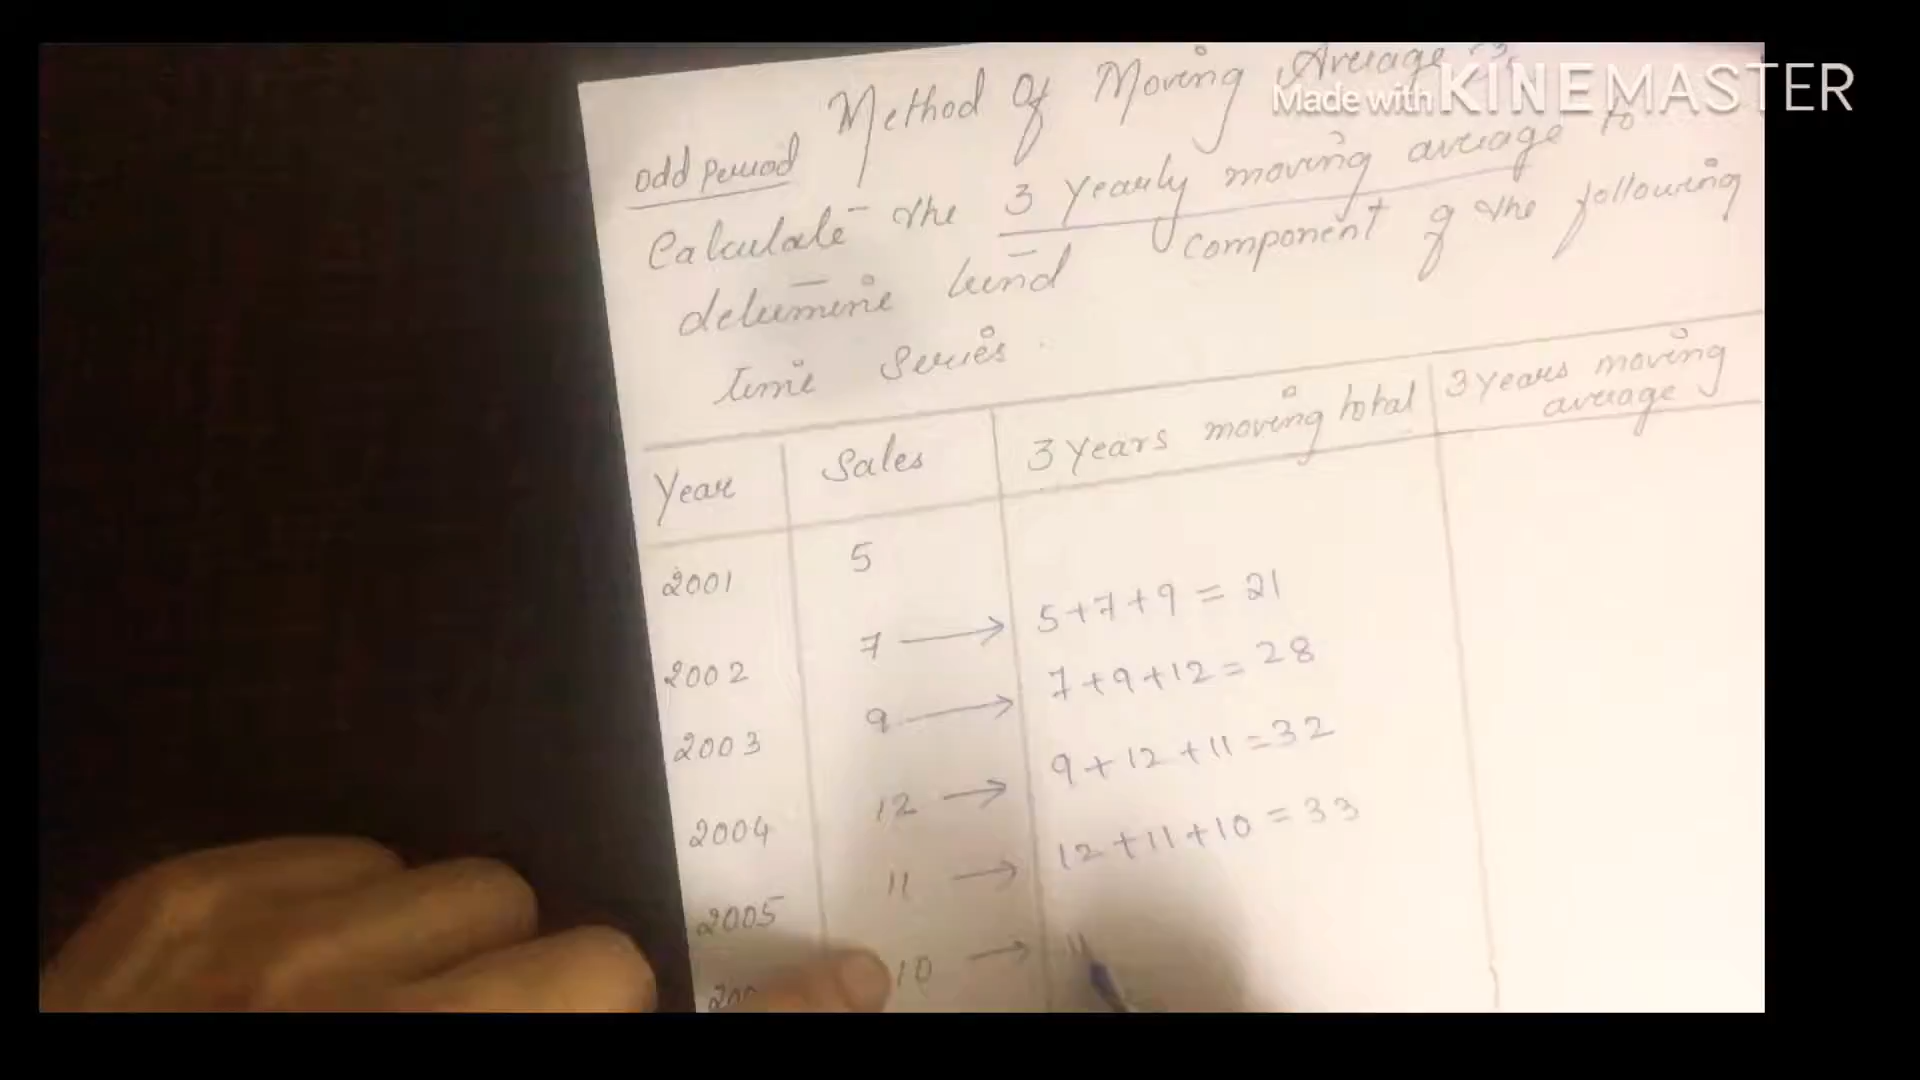 Method Of Moving Average
Made with KINEMASTER
odd period
Calculate the 3 Yearly moving average to
determine trend component of the following
time series.
Year Sales 3 Years moving total 3 Years moving average
2001 5
2002 7 → 5+7+9 = 21
2003 9 → 7+9+12 = 28
2004 12 → 9+12+11 = 32
2005 11 → 12+11+10 = 33
10 → 11